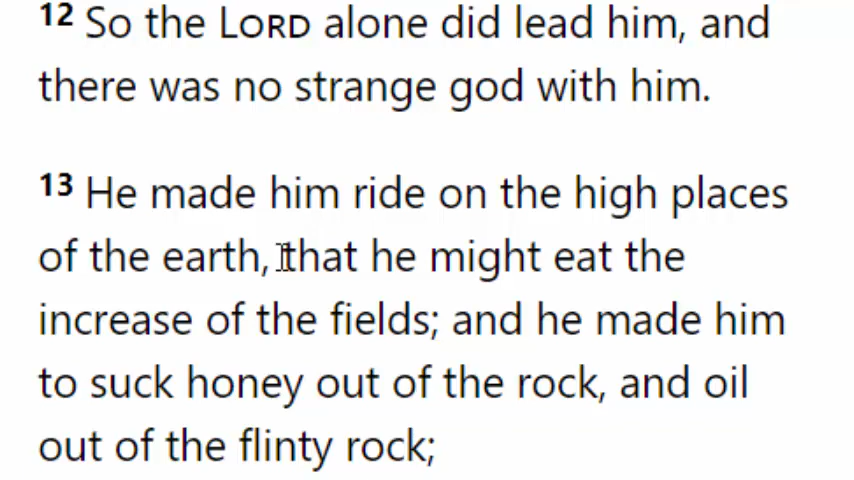 12 So the LORD alone did lead him, and
there was no strange god with him.
13 He made him ride on the high places
of the earth, that he might eat the
increase of the fields; and he made him
to suck honey out of the rock, and oil
out of the flinty rock;